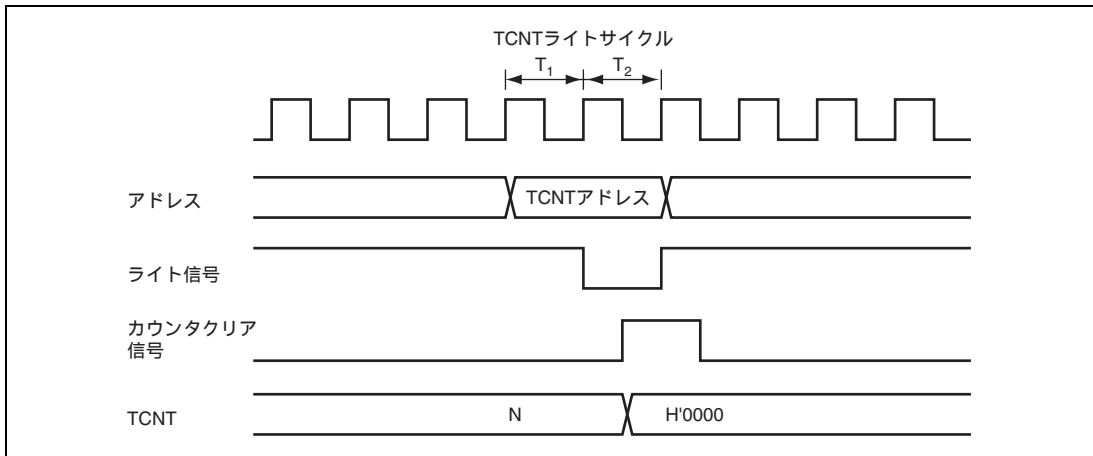 TCNTライトサイクル
T1 T2
アドレス TCNTアドレス
ライト信号
カウンタクリア
信号
TCNT N H'0000